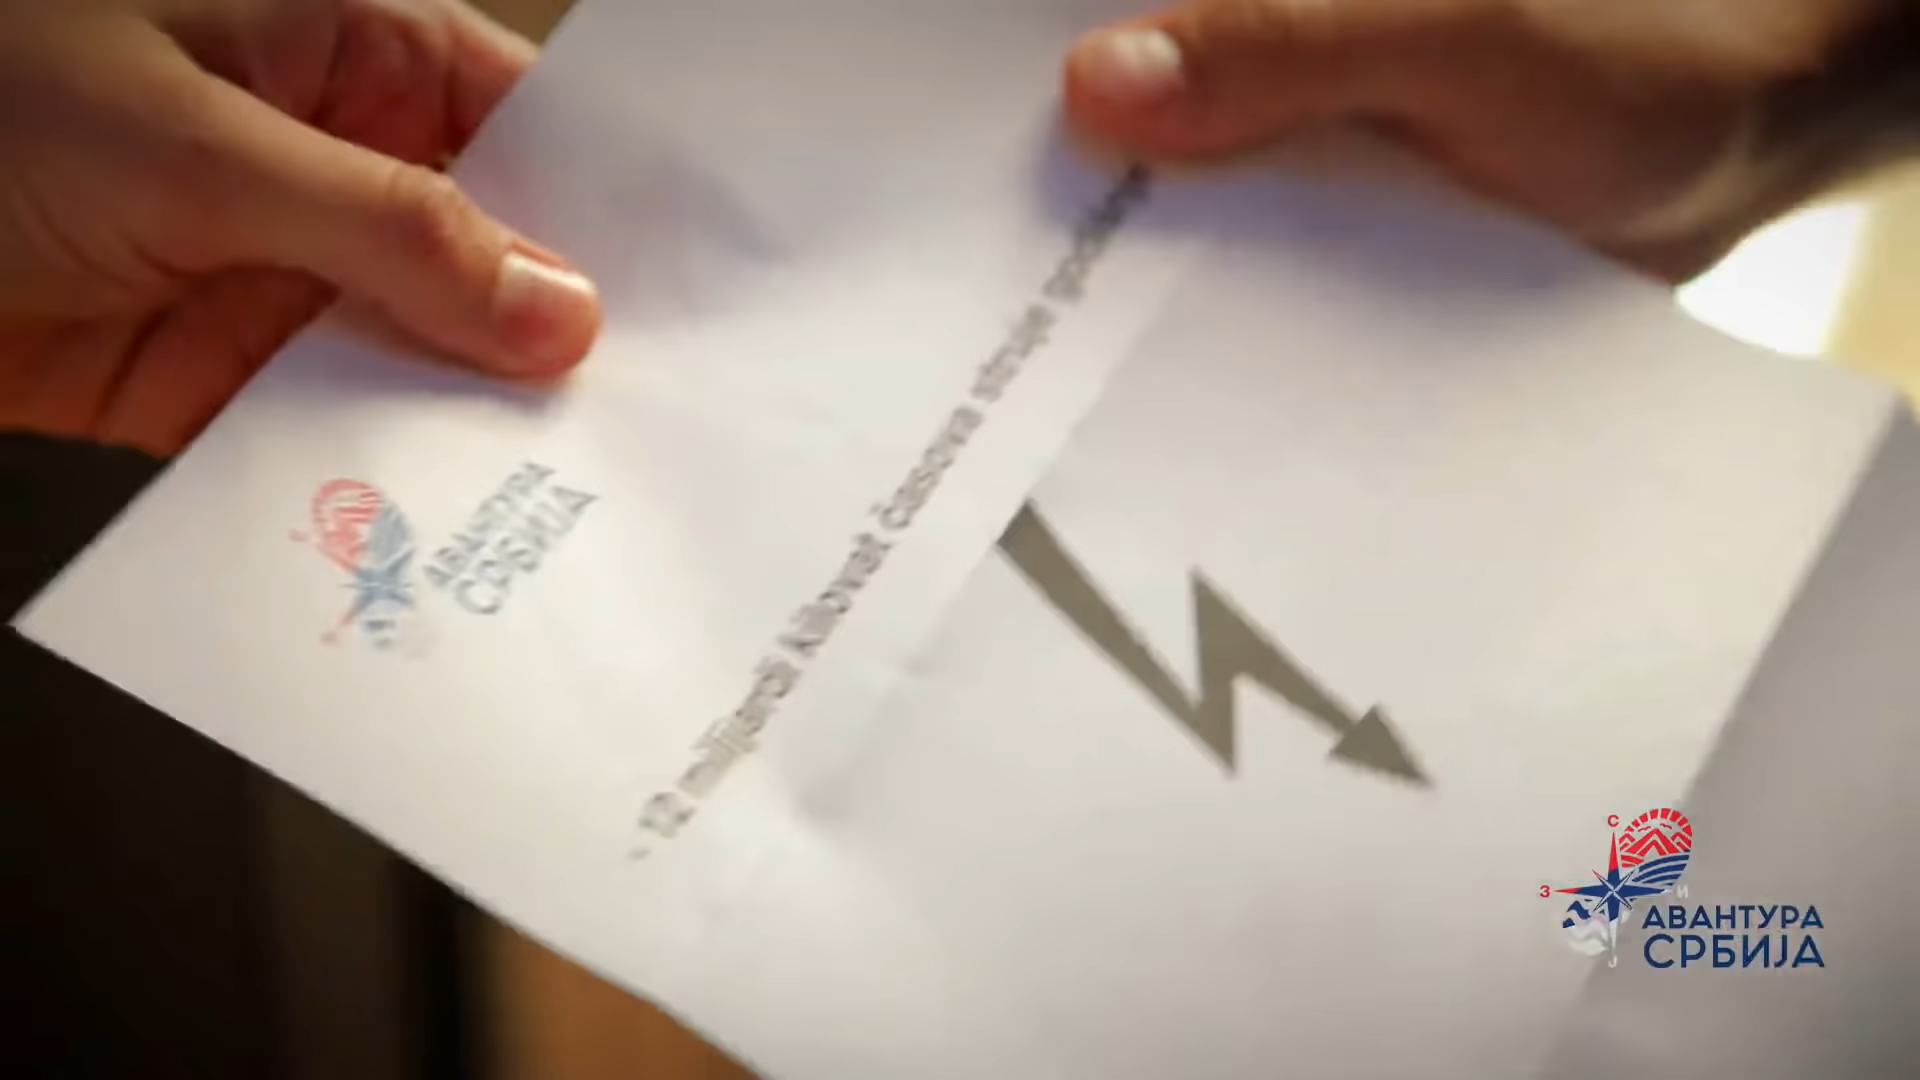 АВАНТУРА
СРБИЈА
- 12 milijardi kilovat časova struje
С
З
И
Ј
АВАНТУРА
СРБИЈА